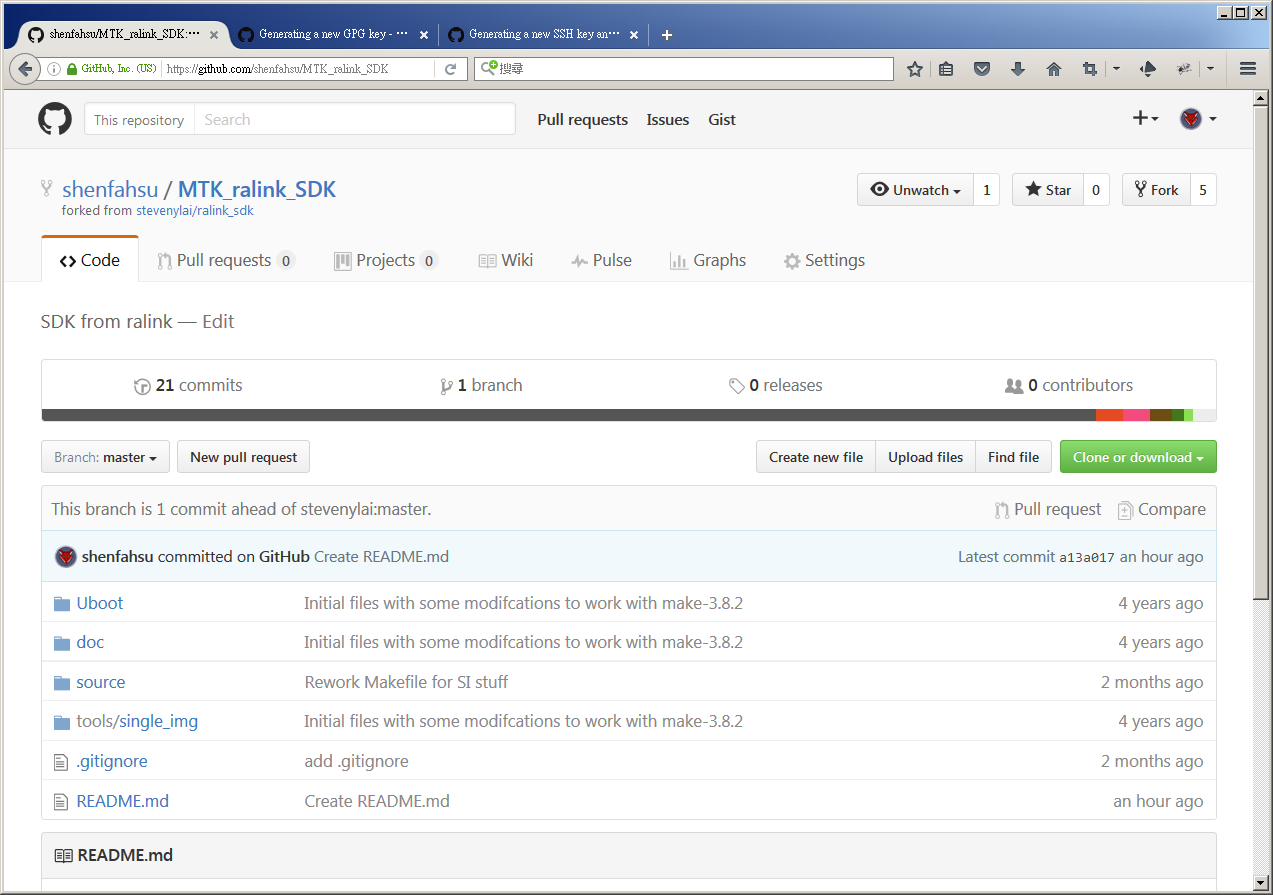 shenfahsu/MTK_ralink_SDK:··· Generating a new GPG key - ··· Generating a new SSH key an···
GitHub, Inc. (US) https://github.com/shenfahsu/MTK_ralink_SDK 搜尋
This repository Search Pull requests Issues Gist
shenfahsu / MTK_ralink_SDK Unwatch 1 Star 0 Fork 5
forked from stevenylai/ralink_sdk
Code Pull requests 0 Projects 0 Wiki Pulse Graphs Settings
SDK from ralink — Edit
21 commits 1 branch 0 releases 0 contributors
Branch: master New pull request Create new file Upload files Find file Clone or download
This branch is 1 commit ahead of stevenylai:master. Pull request Compare
shenfahsu committed on GitHub Create README.md Latest commit a13a017 an hour ago
Uboot Initial files with some modifcations to work with make-3.8.2 4 years ago
doc Initial files with some modifcations to work with make-3.8.2 4 years ago
source Rework Makefile for SI stuff 2 months ago
tools/single_img Initial files with some modifcations to work with make-3.8.2 4 years ago
.gitignore add .gitignore 2 months ago
README.md Create README.md an hour ago
README.md